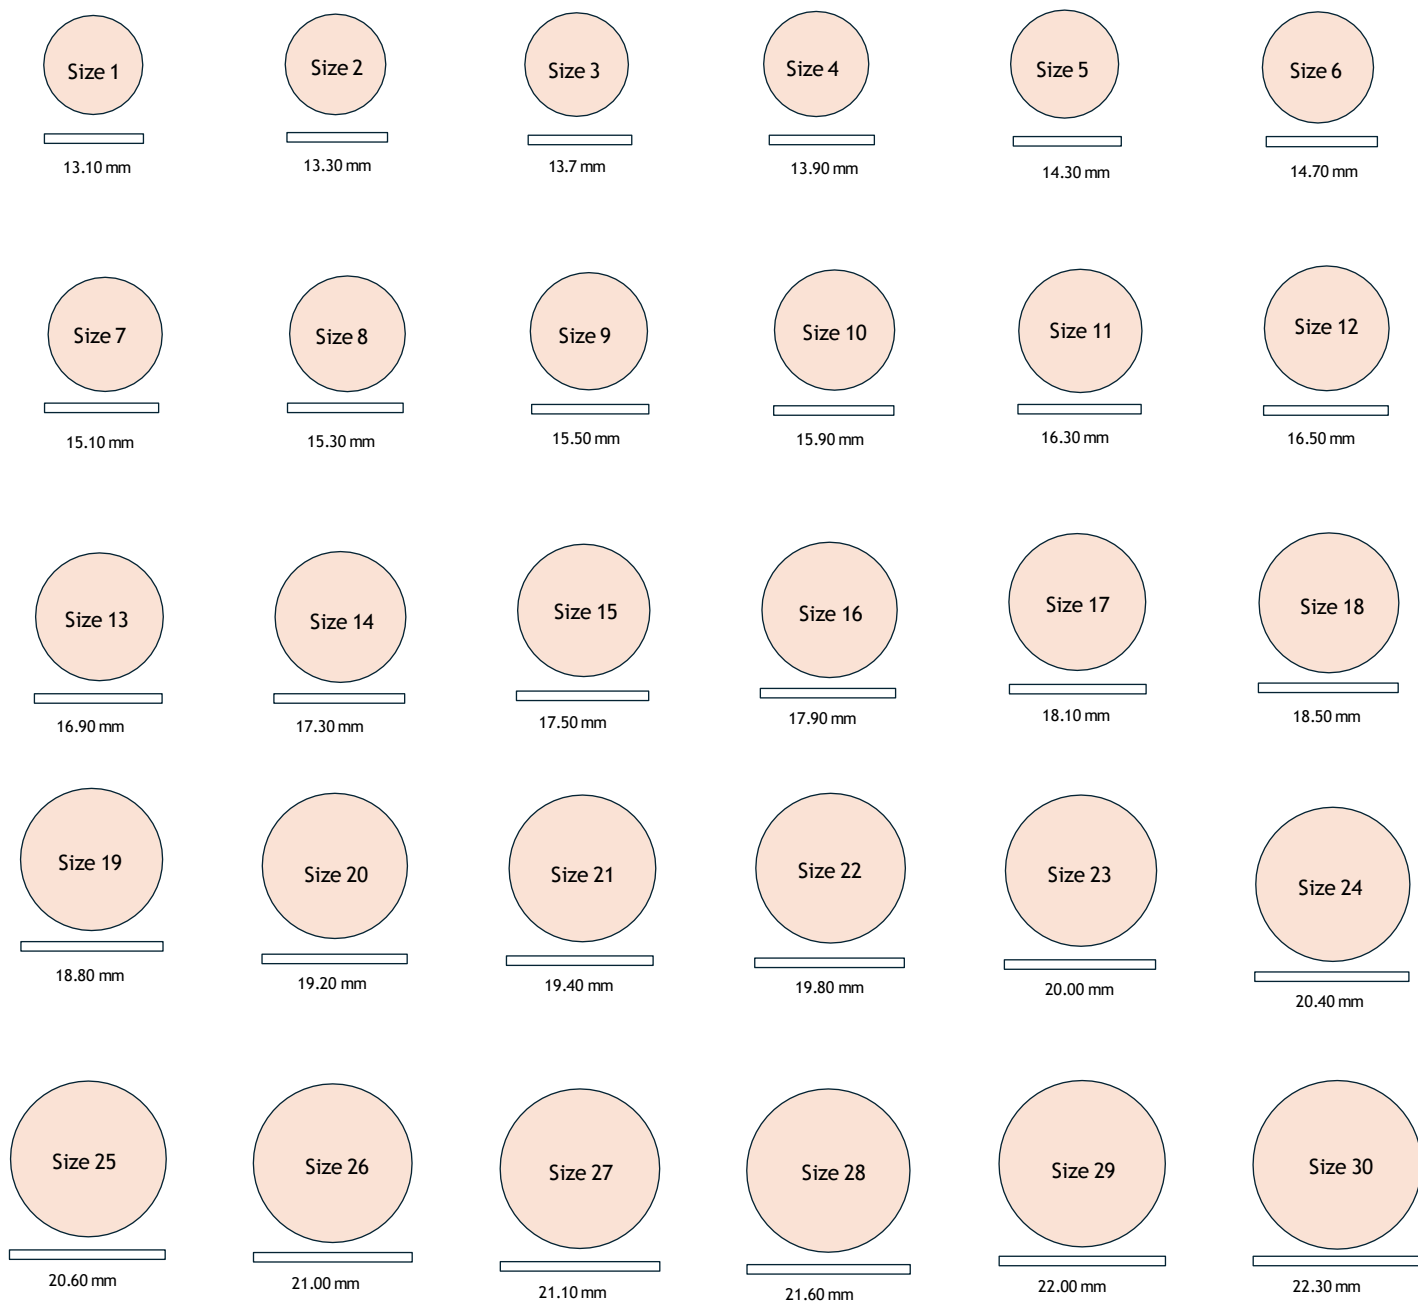 Size 1
Size 2
Size 3
Size 4
Size 5
Size 6
13.10 mm
13.30 mm
13.7 mm
13.90 mm
14.30 mm
14.70 mm
Size 7
Size 8
Size 9
Size 10
Size 11
Size 12
15.10 mm
15.30 mm
15.50 mm
15.90 mm
16.30 mm
16.50 mm
Size 13
Size 14
Size 15
Size 16
Size 17
Size 18
16.90 mm
17.30 mm
17.50 mm
17.90 mm
18.10 mm
18.50 mm
Size 19
Size 20
Size 21
Size 22
Size 23
Size 24
18.80 mm
19.20 mm
19.40 mm
19.80 mm
20.00 mm
20.40 mm
Size 25
Size 26
Size 27
Size 28
Size 29
Size 30
20.60 mm
21.00 mm
21.10 mm
21.60 mm
22.00 mm
22.30 mm